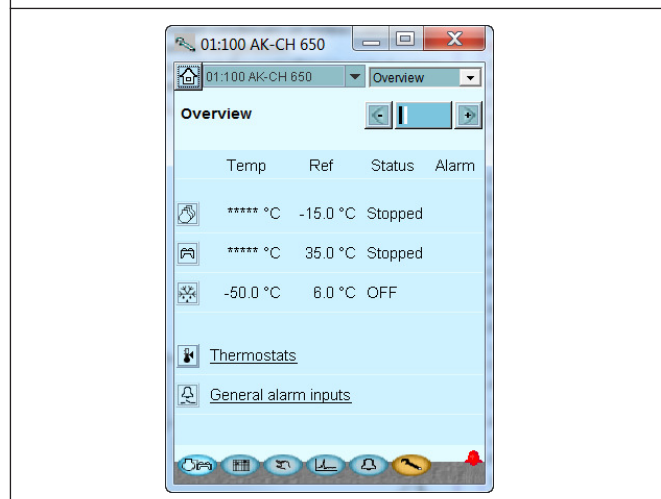 01:100 AK-CH 650
01:100 AK-CH 650 Overview
Overview
Temp Ref Status Alarm
***** °C -15.0 °C Stopped
***** °C 35.0 °C Stopped
-50.0 °C 6.0 °C OFF
Thermostats
General alarm inputs